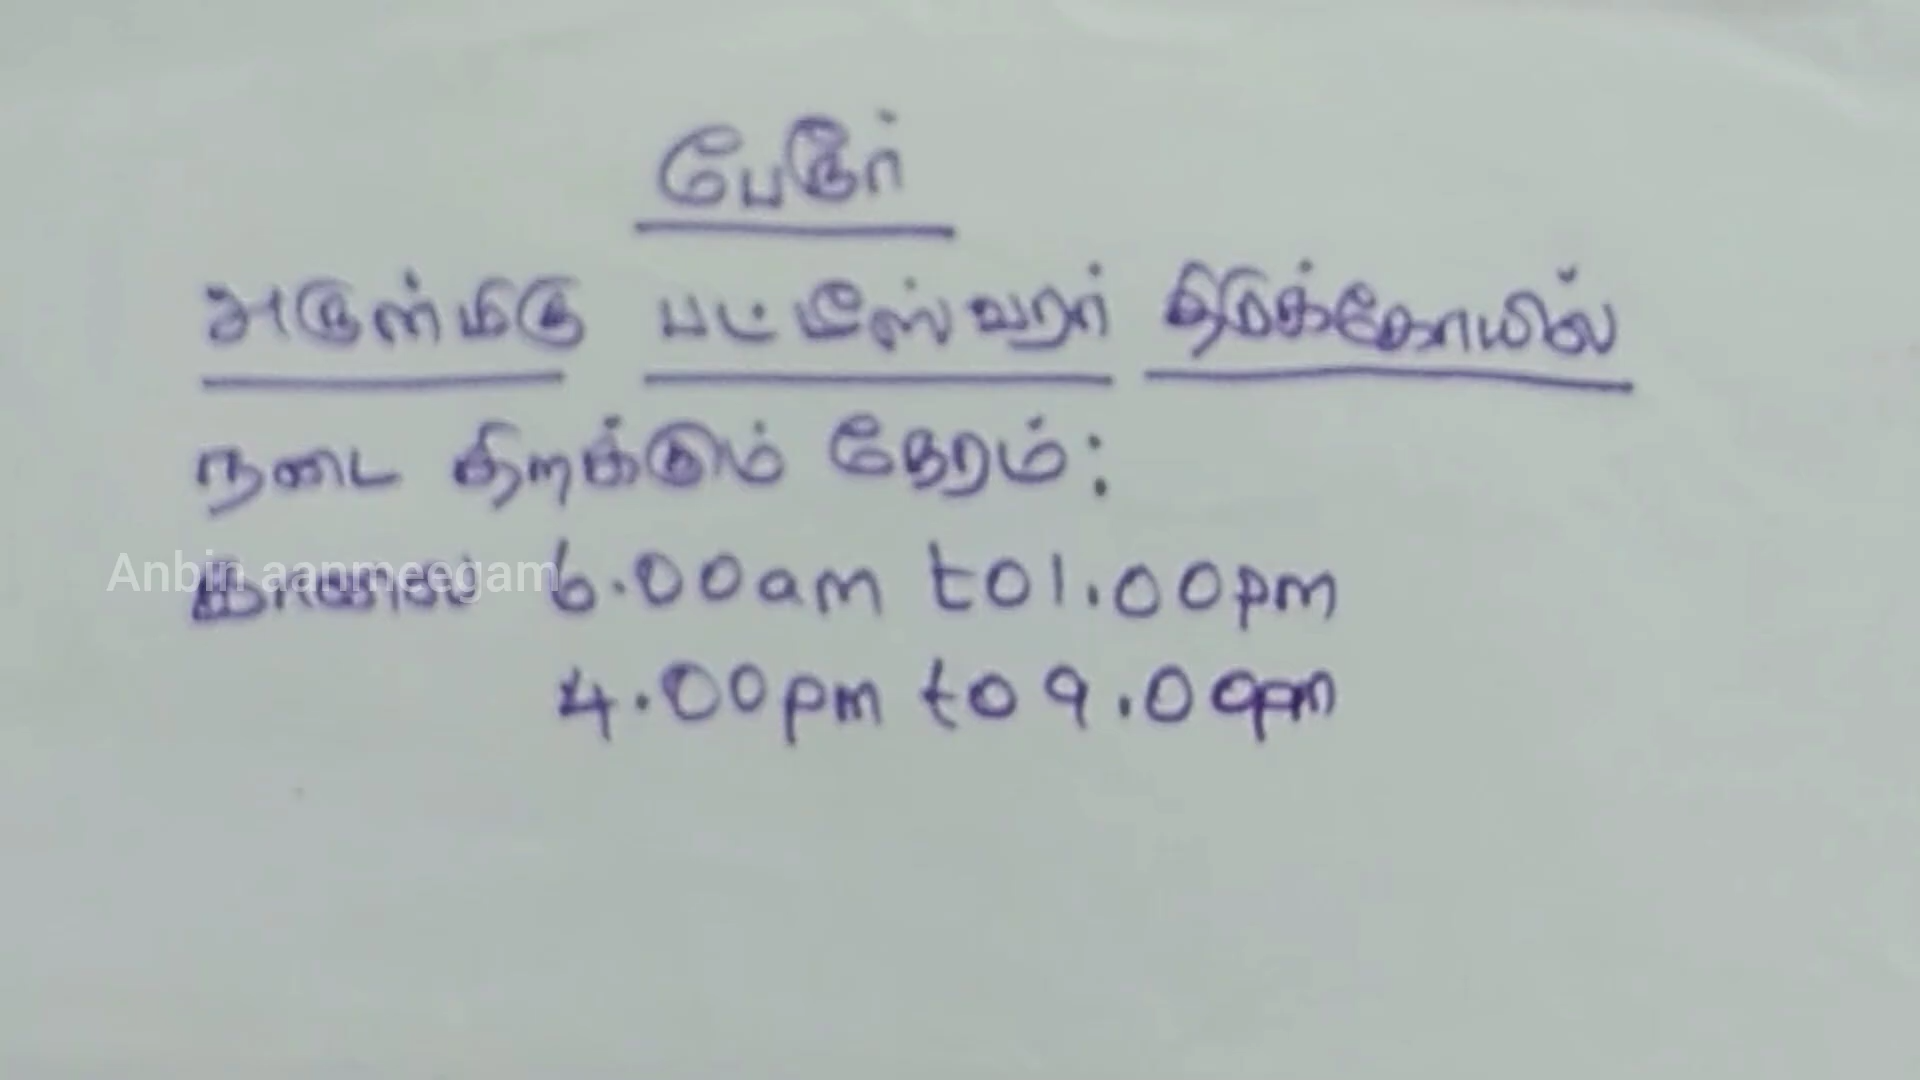 பேரூர்
அருள்மிகு பட்டீஸ்வரர் திருக்கோயில்
நடை திறக்கும் நேரம்:
காலை 6.00am to 1.00pm
4.00pm to 9.00pm
Anbin aanmeegam